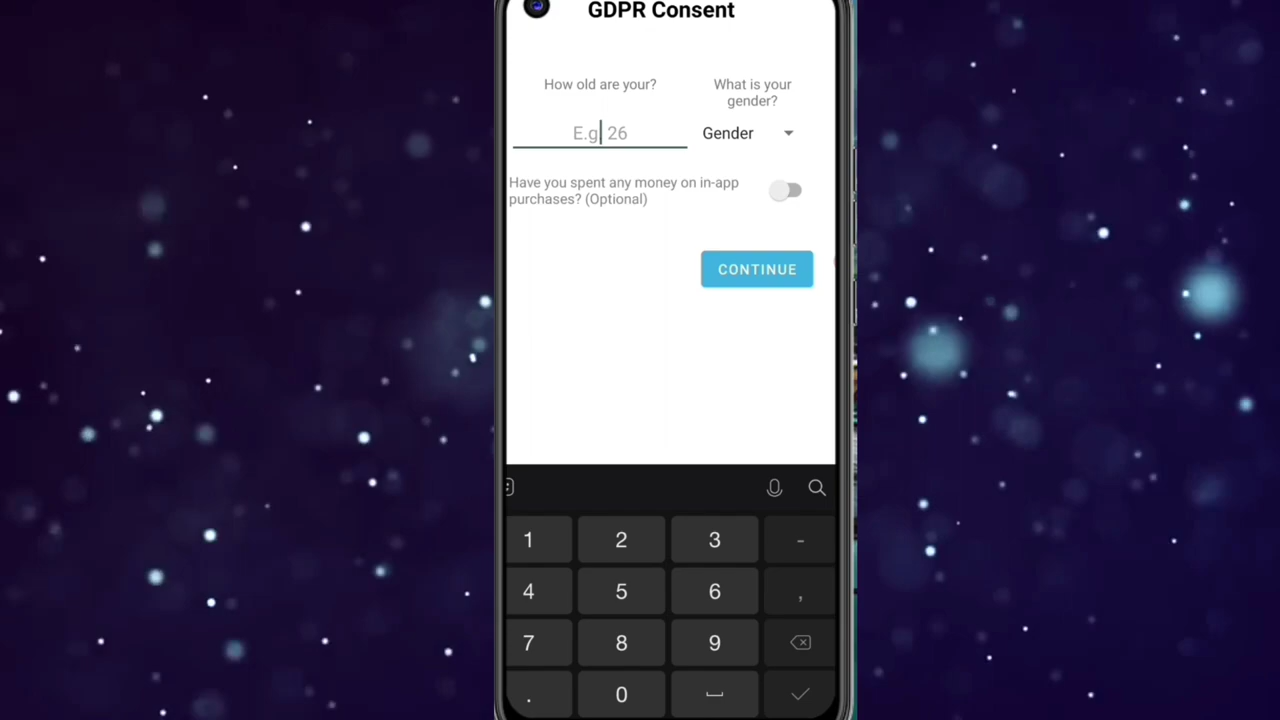 GDPR Consent
How old are your?
What is your
gender?
E.g 26
Gender
Have you spent any money on in-app
purchases? (Optional)
CONTINUE
1 2 3 -
4 5 6 ,
7 8 9
. 0